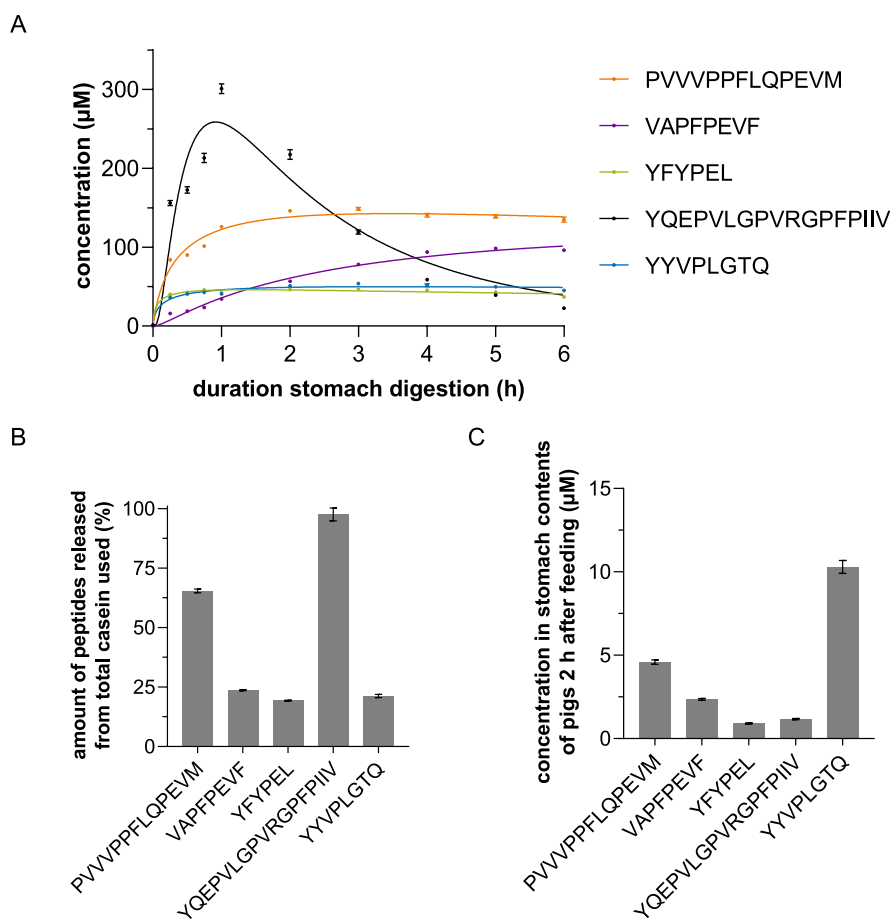 A
concentration (µM)
300
200
100
0
0
1
2
3
4
5
6
duration stomach digestion (h)
PVVVPPFLQPEVM
VAPFPEVF
YFYPEL
YQEPVLGPVRGPFPIIV
YYVPLGTQ
B
amount of peptides released
from total casein used (%)
100
75
50
25
0
PVVVPPFLQPEVM
VAPFPEVF
YFYPEL
YQEPVLGPVRGPFPIIV
YYVPLGTQ
C
concentration in stomach contents
of pigs 2 h after feeding (µM)
15
10
5
0
PVVVPPFLQPEVM
VAPFPEVF
YFYPEL
YQEPVLGPVRGPFPIIV
YYVPLGTQ